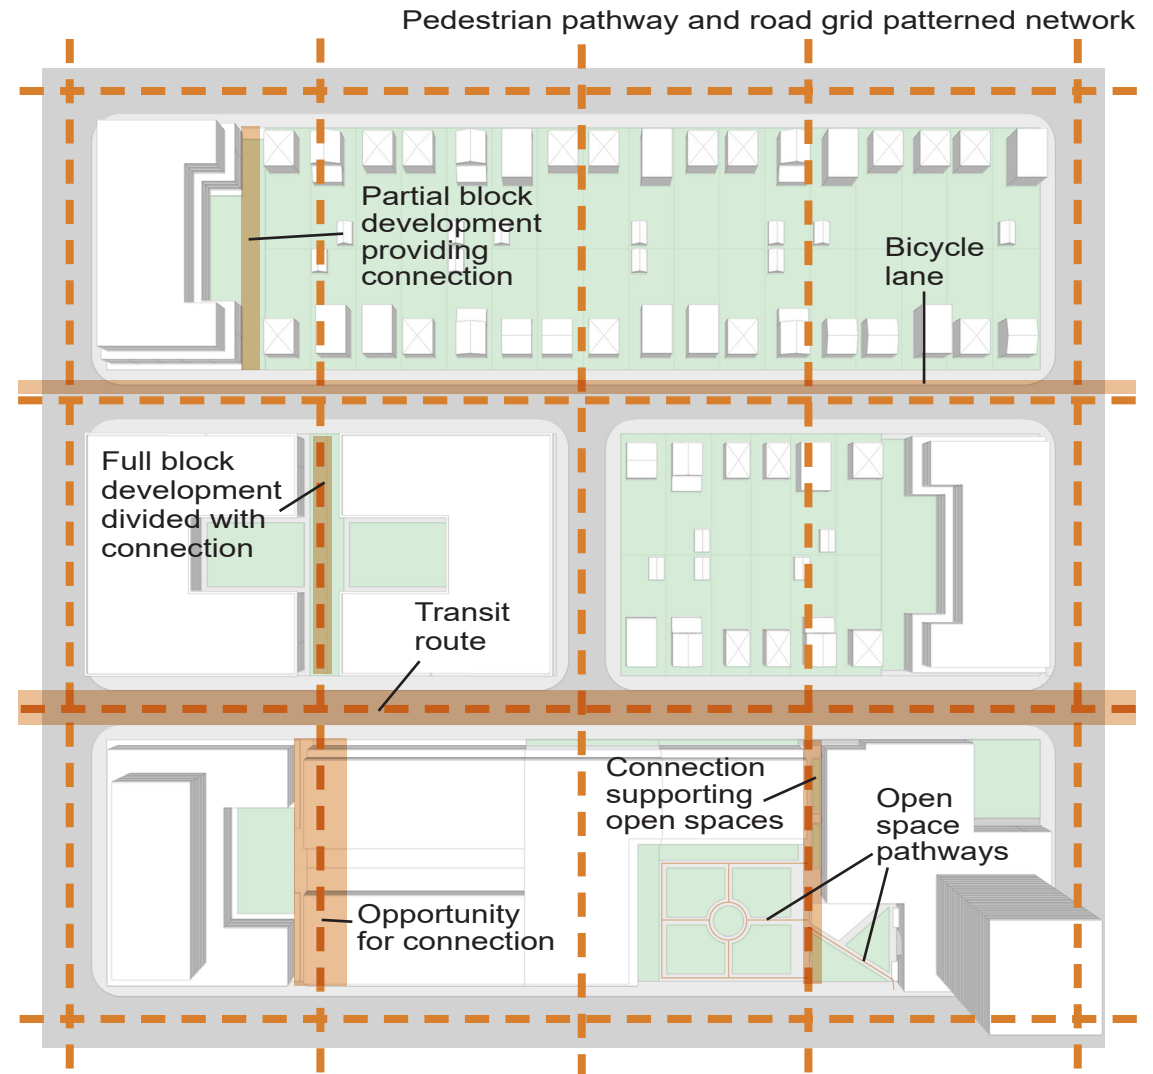 Pedestrian pathway and road grid patterned network
Partial block
development
providing
connection
Bicycle
lane
Full block
development
divided with
connection
Transit
route
Connection
supporting
open spaces
Open
space
pathways
Opportunity
for connection